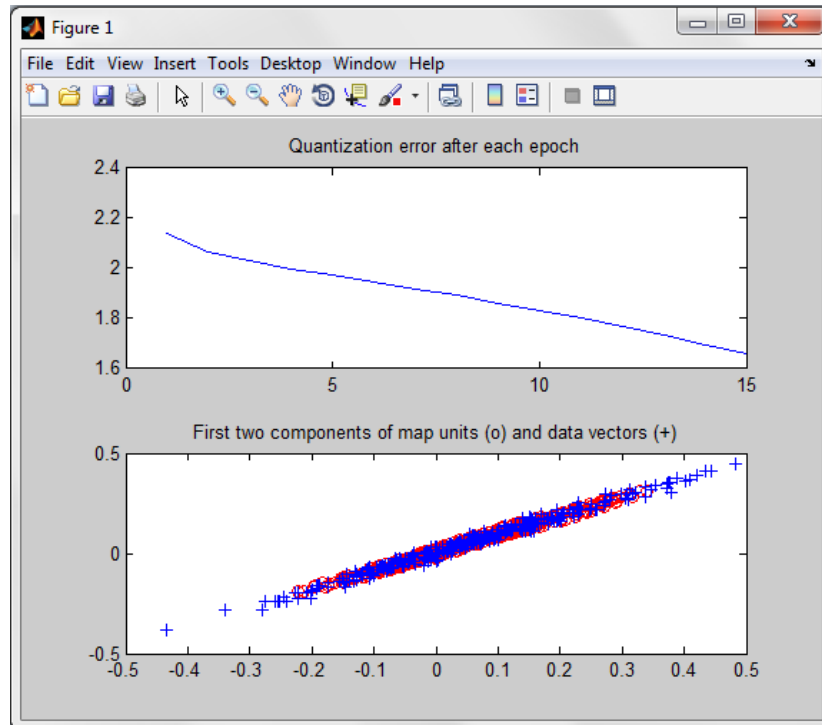 Figure 1
File Edit View Insert Tools Desktop Window Help
Quantization error after each epoch
2.4
2.2
2
1.8
1.6
0 5 10 15
First two components of map units (o) and data vectors (+)
0.5
0
-0.5
-0.5 -0.4 -0.3 -0.2 -0.1 0 0.1 0.2 0.3 0.4 0.5